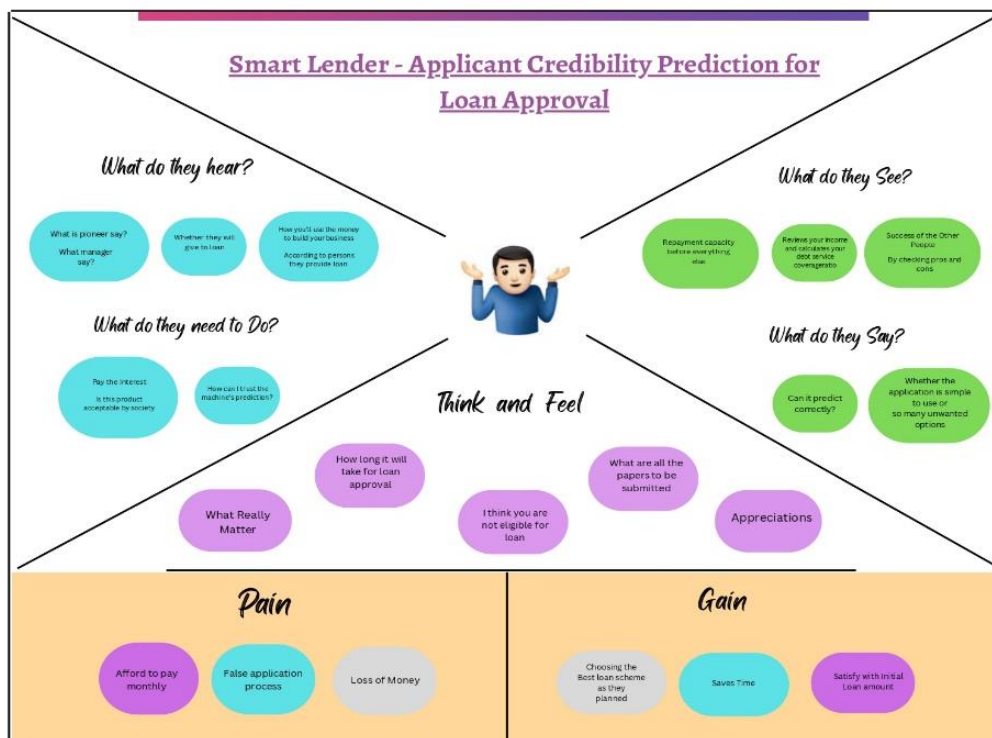 Smart Lender - Applicant Credibility Prediction for
Loan Approval
What do they hear?
What is pioneer say?
What manager
say?
Whether they will
give to loan
How you'll use the money
to build your business
According to persons
they provide loan
What do they See?
Repayment capacity
before everything
else
Reviews your income
and calculates your
debt service
coverageratio
Success of the Other
People
By checking pros and
cons
What do they need to Do?
Pay the Interest
Is this product
acceptable by society
How can I trust the
machine's prediction?
What do they Say?
Can it predict
correctly?
Whether the
application is simple
to use or
so many unwanted
options
Think and Feel
What Really
Matter
How long it will
take for loan
approval
I think you are
not eligible for
loan
What are all the
papers to be
submitted
Appreciations
Pain
Afford to pay
monthly
False application
process
Loss of Money
Gain
Choosing the
Best loan scheme
as they
planned
Saves Time
Satisfy with Initial
Loan amount